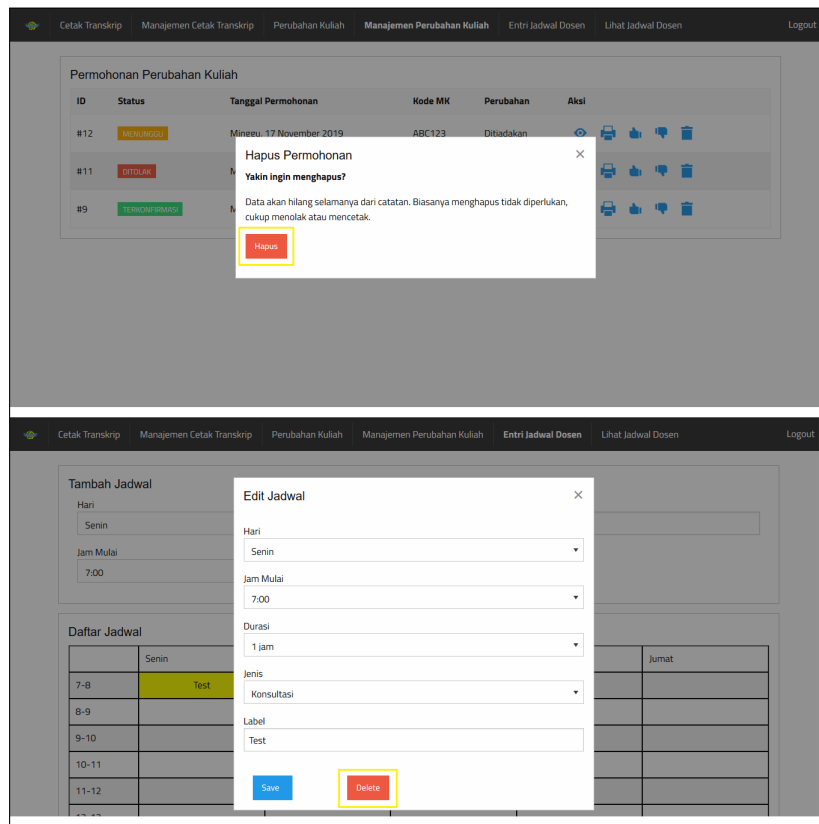 Cetak Transkrip Manajemen Cetak Transkrip Perubahan Kuliah Manajemen Perubahan Kuliah Entri Jadwal Dosen Lihat Jadwal Dosen Logout
Permohonan Perubahan Kuliah
ID Status Tanggal Permohonan Kode MK Perubahan Aksi
#12 MENUNGGU Minggu, 17 November 2019 ABC123 Ditiadakan
Hapus Permohonan ×
Yakin ingin menghapus?
#11 DITOLAK M
Data akan hilang selamanya dari catatan. Biasanya menghapus tidak diperlukan,
cukup menolak atau mencetak.
#9 TERKONFIRMASI M
Hapus
Cetak Transkrip Manajemen Cetak Transkrip Perubahan Kuliah Manajemen Perubahan Kuliah Entri Jadwal Dosen Lihat Jadwal Dosen Logout
Tambah Jadwal
Hari
Senin
Jam Mulai
7:00
Edit Jadwal ×
Hari
Senin
Jam Mulai
7:00
Durasi
1 jam
Jenis
Konsultasi
Label
Test
Save Delete
Daftar Jadwal
Senin Jumat
7-8 Test
8-9
9-10
10-11
11-12